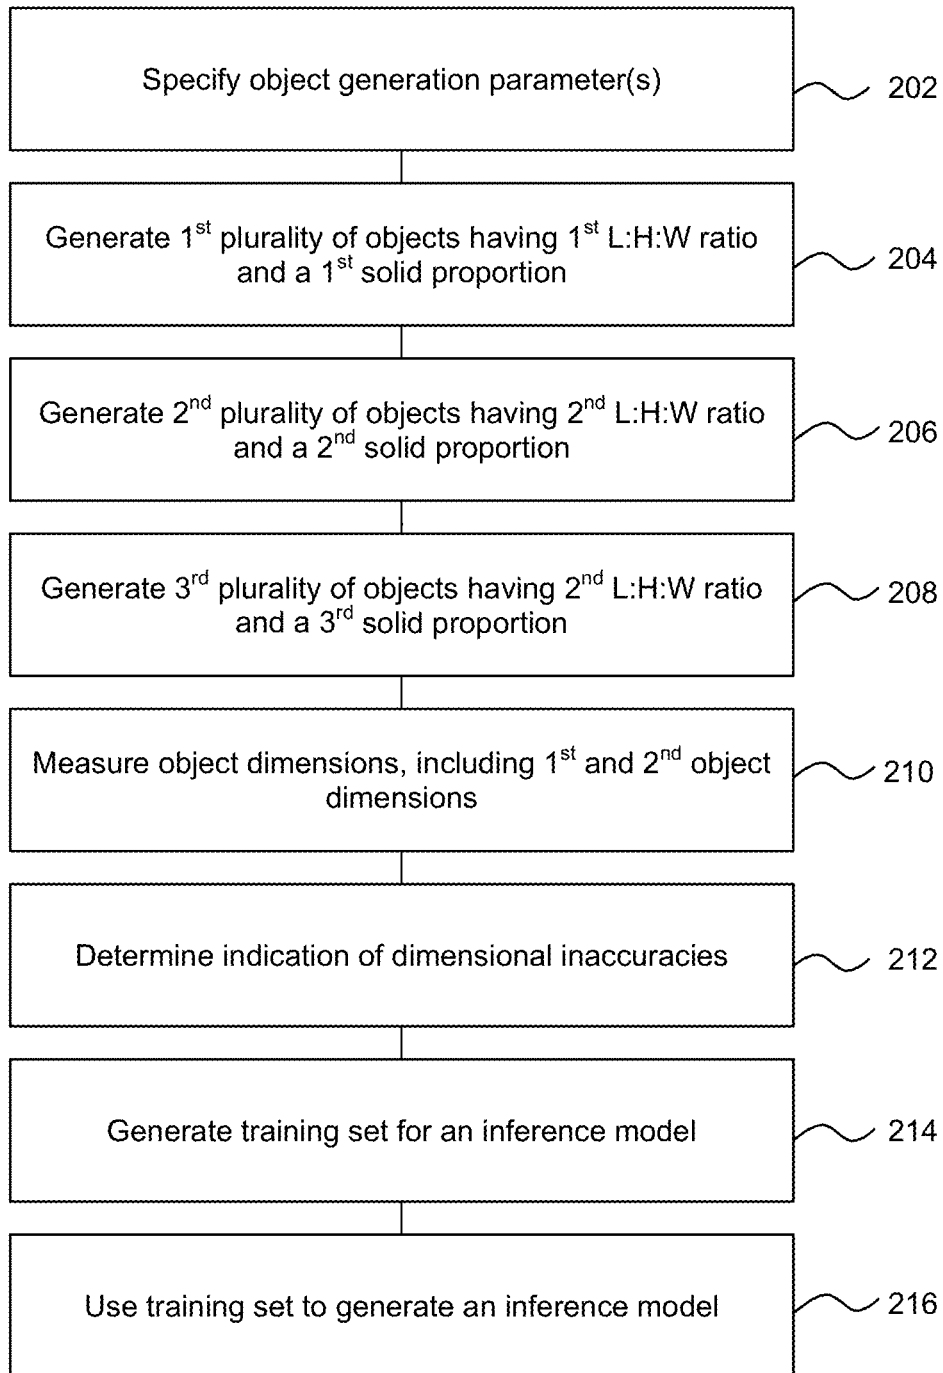 Specify object generation parameter(s)
202
Generate 1st plurality of objects having 1st L:H:W ratio
and a 1st solid proportion
204
Generate 2nd plurality of objects having 2nd L:H:W ratio
and a 2nd solid proportion
206
Generate 3rd plurality of objects having 2nd L:H:W ratio
and a 3rd solid proportion
208
Measure object dimensions, including 1st and 2nd object
dimensions
210
Determine indication of dimensional inaccuracies
212
Generate training set for an inference model
214
Use training set to generate an inference model
216